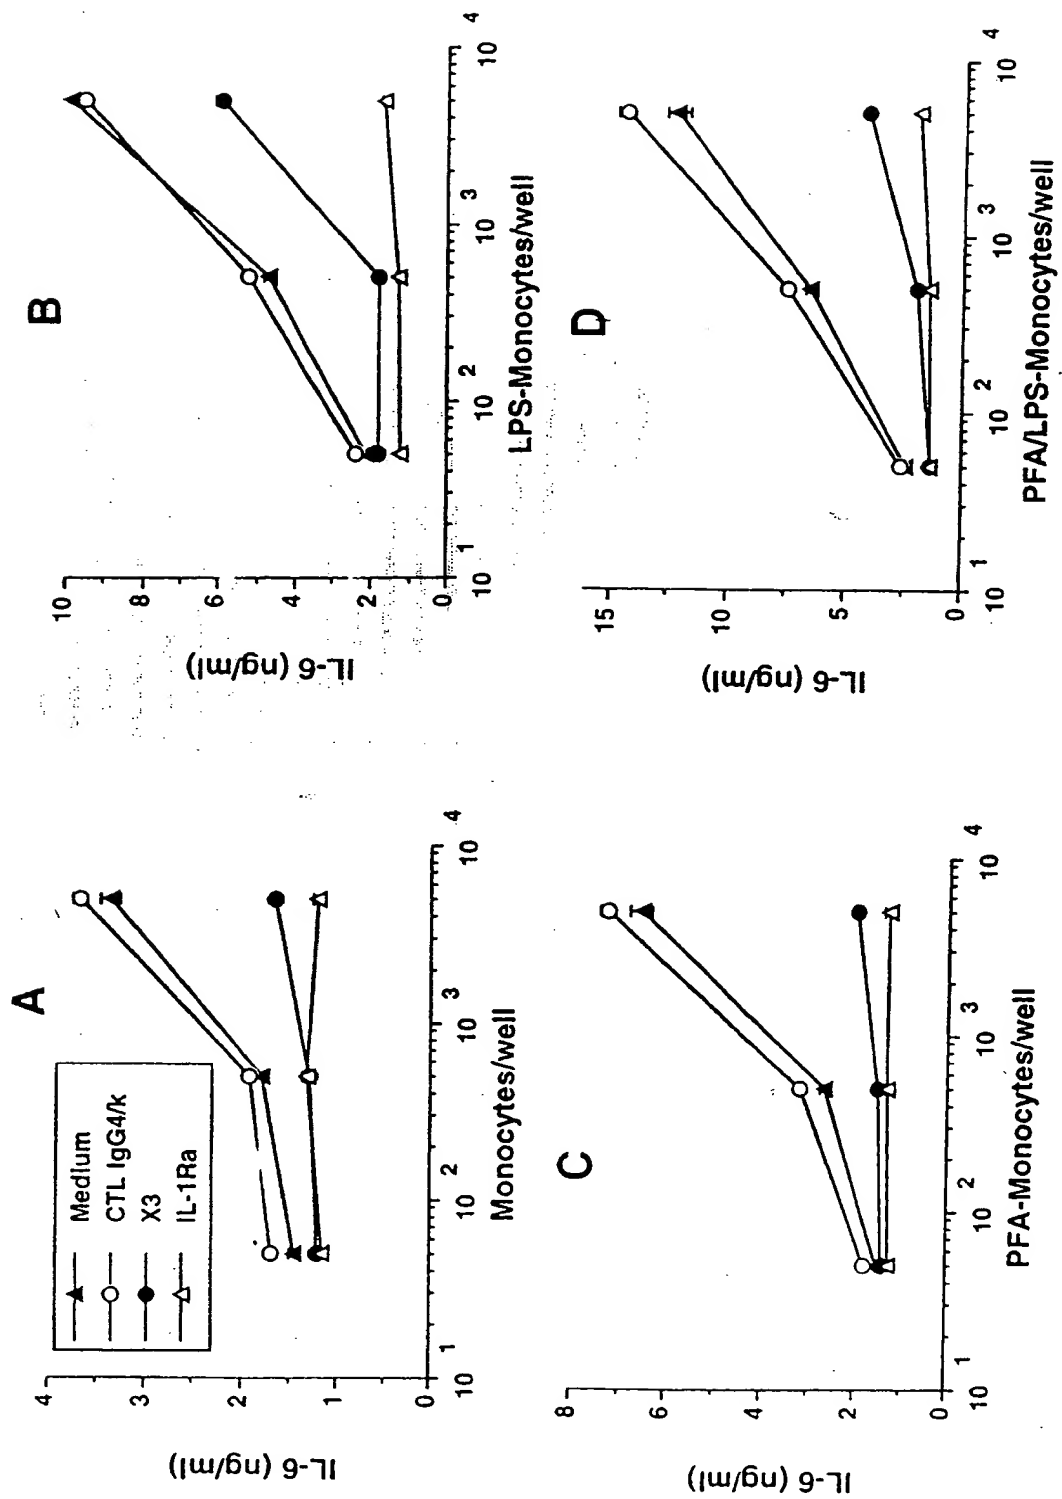 A
Medium
CTL IgG4/k
X3
IL-1Ra
IL-6 (ng/ml)
4
3
2
1
0
10 1
10 2
10 3
10 4
Monocytes/well
B
IL-6 (ng/ml)
10
8
6
4
2
0
10 1
10 2
10 3
10 4
LPS-Monocytes/well
C
IL-6 (ng/ml)
8
6
4
2
0
10 1
10 2
10 3
10 4
PFA-Monocytes/well
D
IL-6 (ng/ml)
15
10
5
0
10 1
10 2
10 3
10 4
PFA/LPS-Monocytes/well